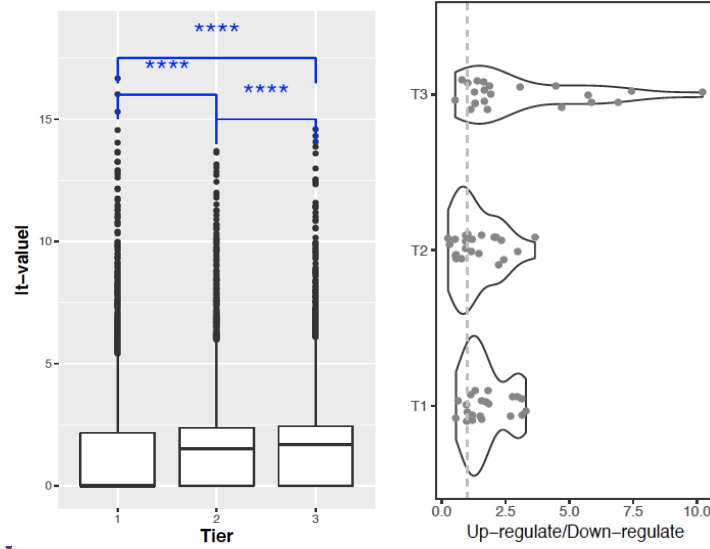 ****
****
****
15
10
5
0
|t-value|
1 2 3
Tier
T3
T2
T1
0.0 2.5 5.0 7.5 10.0
Up-regulate/Down-regulate